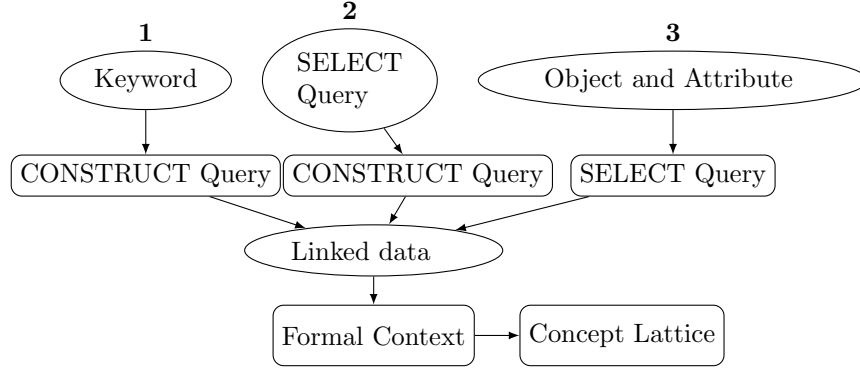 1
2
3
Keyword
SELECT
Query
Object and Attribute
CONSTRUCT Query
CONSTRUCT Query
SELECT Query
Linked data
Formal Context
Concept Lattice